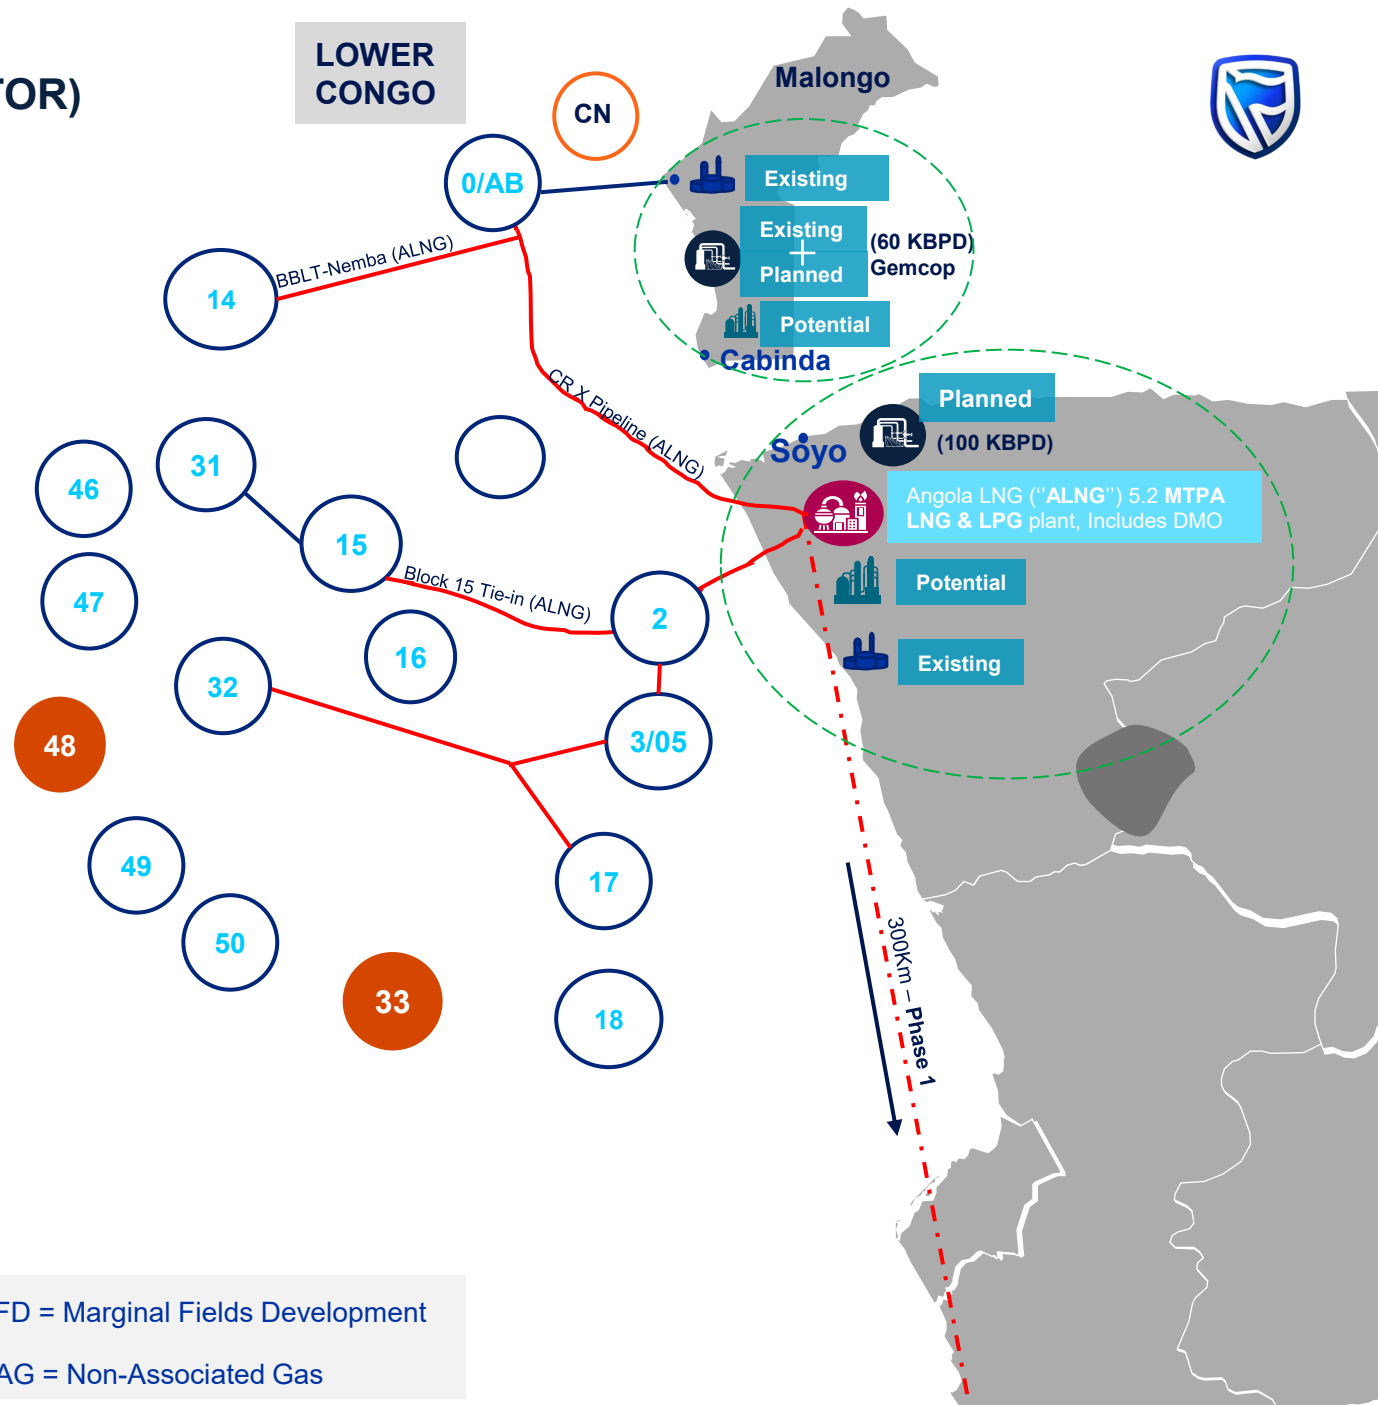 TOR)
LOWER
CONGO
CN
Malongo
0/AB
Existing
Existing
+
Planned
(60 KBPD)
Gemcop
Potential
Cabinda
BBLT-Nemba (ALNG)
14
CR X Pipeline (ALNG)
Planned
(100 KBPD)
Soyo
31
46
Angola LNG (‘‘ALNG’’) 5.2 MTPA
LNG & LPG plant, Includes DMO
15
Block 15 Tie-in (ALNG)
Potential
47
2
16
Existing
32
48
3/05
49
17
50
300Km – Phase 1
33
18
FD = Marginal Fields Development
AG = Non-Associated Gas